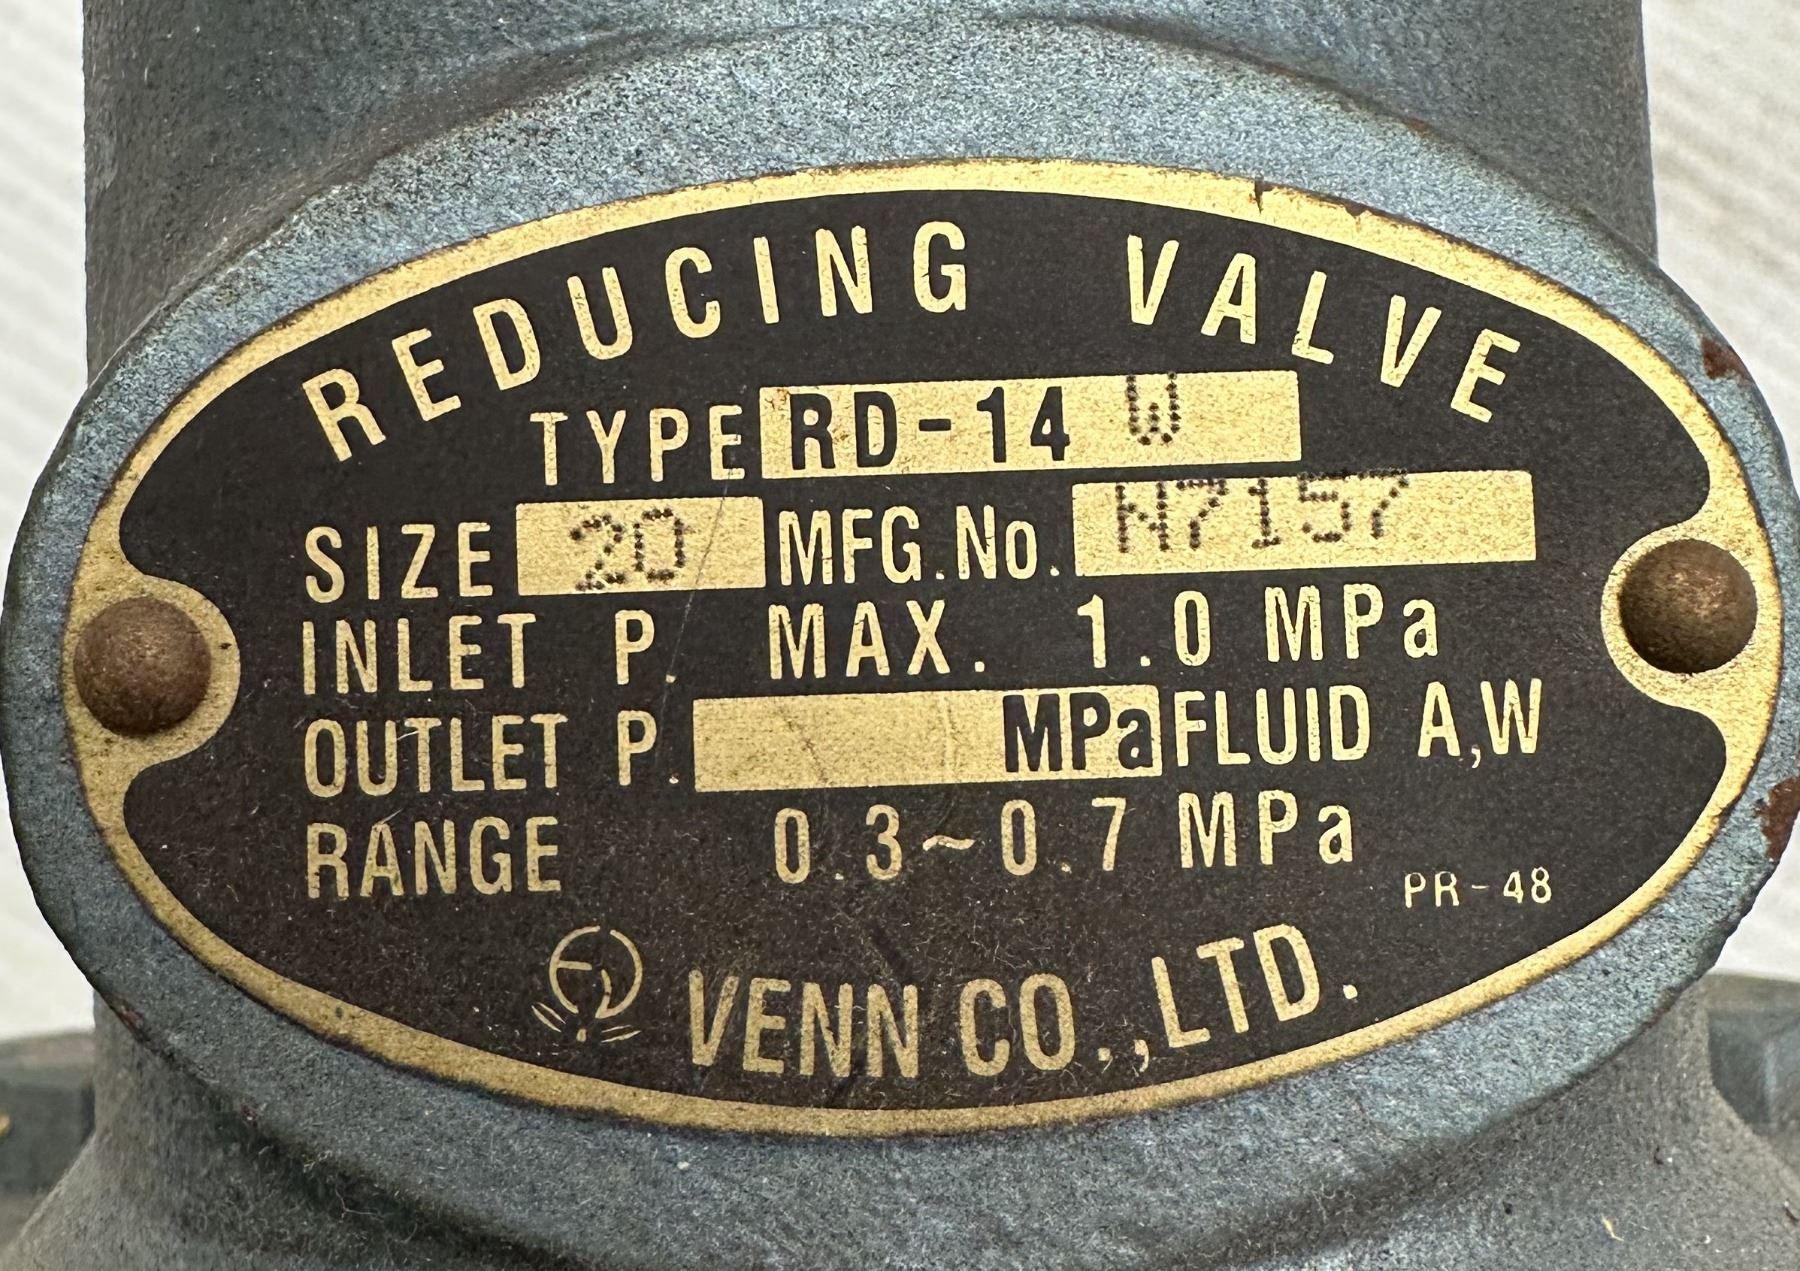 REDUCING VALVE
TYPE RD-14 W
SIZE 20 MFG.No. N7157
INLET P. MAX. 1.0 MPa
OUTLET P. MPa FLUID A,W
RANGE 0.3~0.7 MPa
PR-48
VENN CO.,LTD.